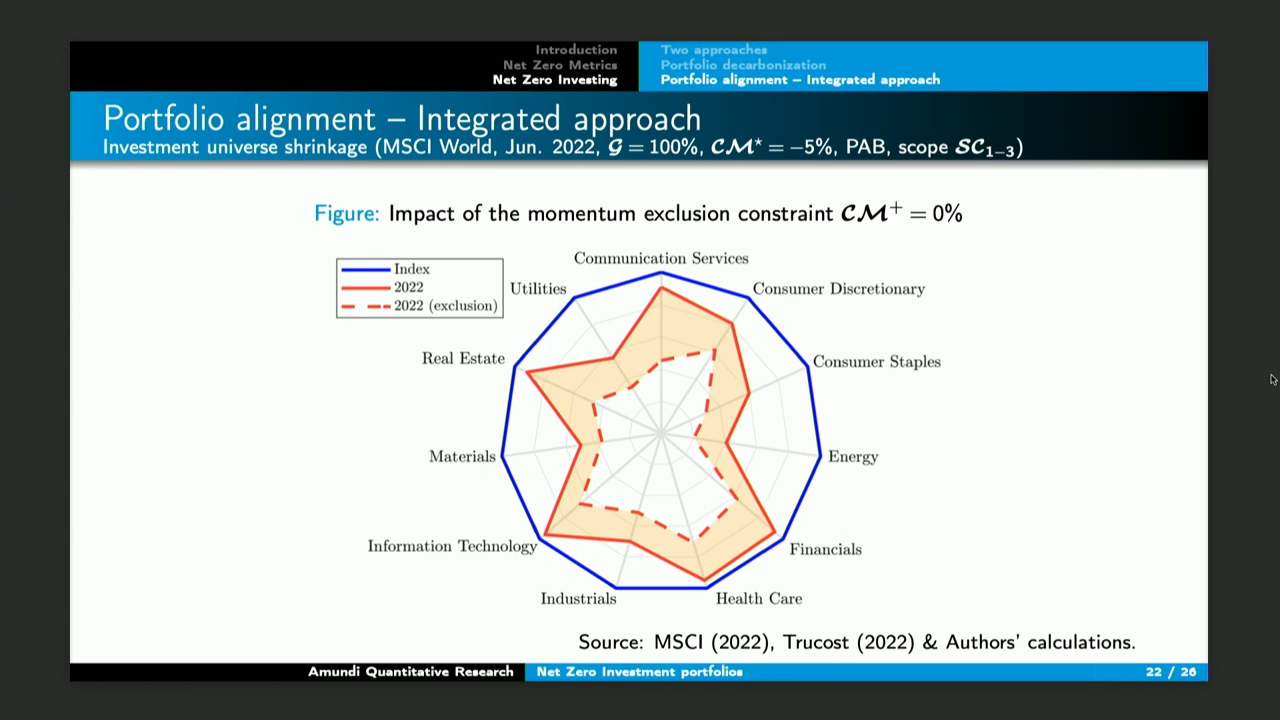 Introduction
Net Zero Metrics
Net Zero Investing
Two approaches
Portfolio decarbonization
Portfolio alignment – Integrated approach
Portfolio alignment – Integrated approach
Investment universe shrinkage (MSCI World, Jun. 2022, 𝓖 = 100%, 𝓒𝓜* = −5%, PAB, scope 𝓢𝓒₁₋₃)
Figure: Impact of the momentum exclusion constraint 𝓒𝓜⁺ = 0%
Index
2022
2022 (exclusion)
Communication Services
Utilities
Consumer Discretionary
Real Estate
Consumer Staples
Materials
Energy
Information Technology
Financials
Industrials
Health Care
Source: MSCI (2022), Trucost (2022) & Authors' calculations.
Amundi Quantitative Research
Net Zero Investment portfolios
22 / 26